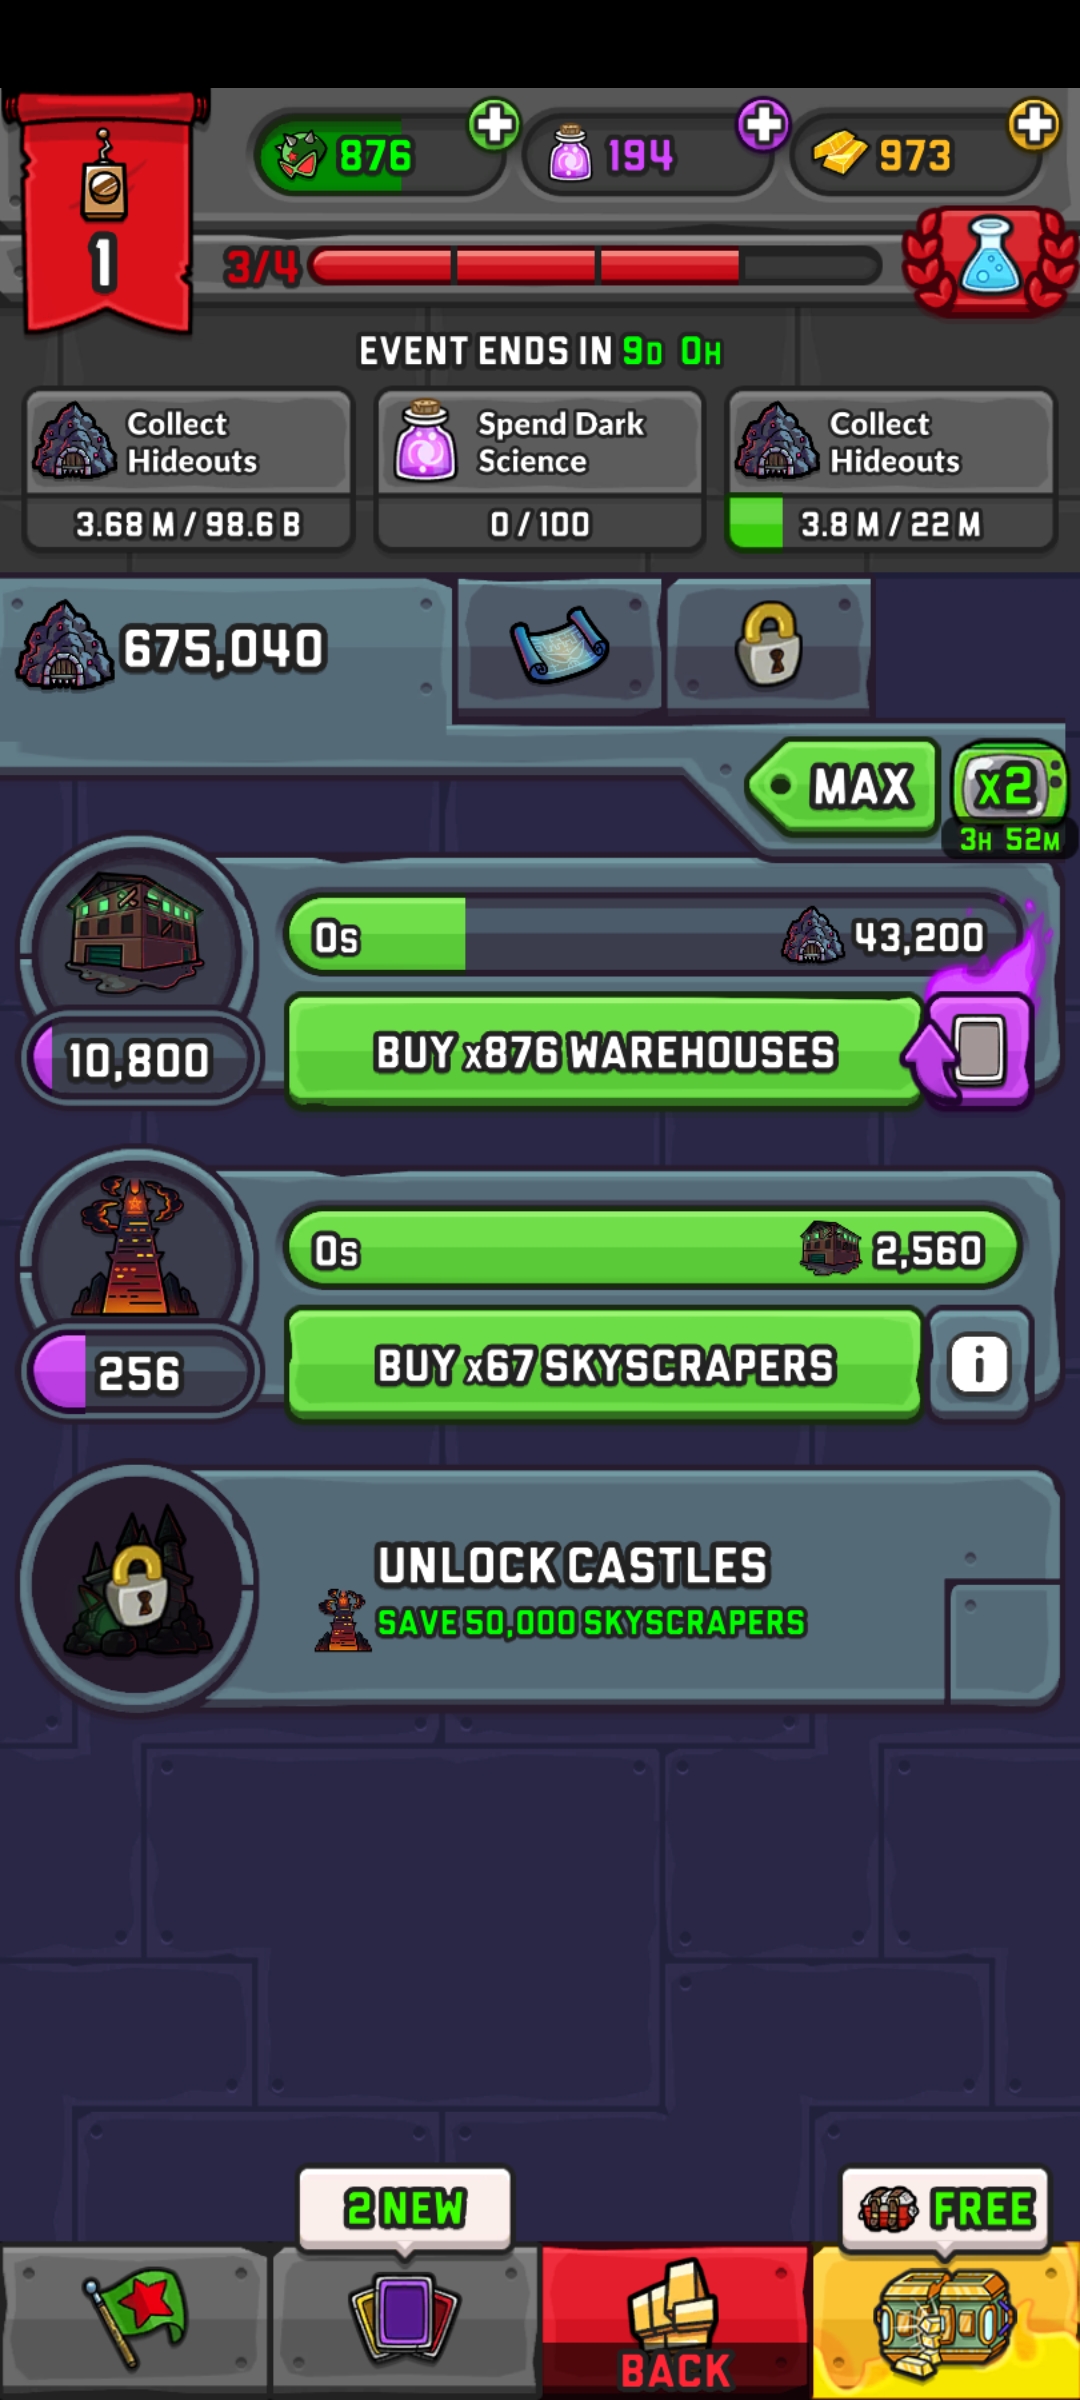 876
194
973
1
3/4
EVENT ENDS IN 9D 0H
Collect
Hideouts
3.68 M / 98.6 B
Spend Dark
Science
0 / 100
Collect
Hideouts
3.8 M / 22 M
675,040
MAX
x2
3H 52M
0s
43,200
10,800
BUY x876 WAREHOUSES
0s
2,560
256
BUY x67 SKYSCRAPERS
i
UNLOCK CASTLES
SAVE 50,000 SKYSCRAPERS
2 NEW
FREE
BACK